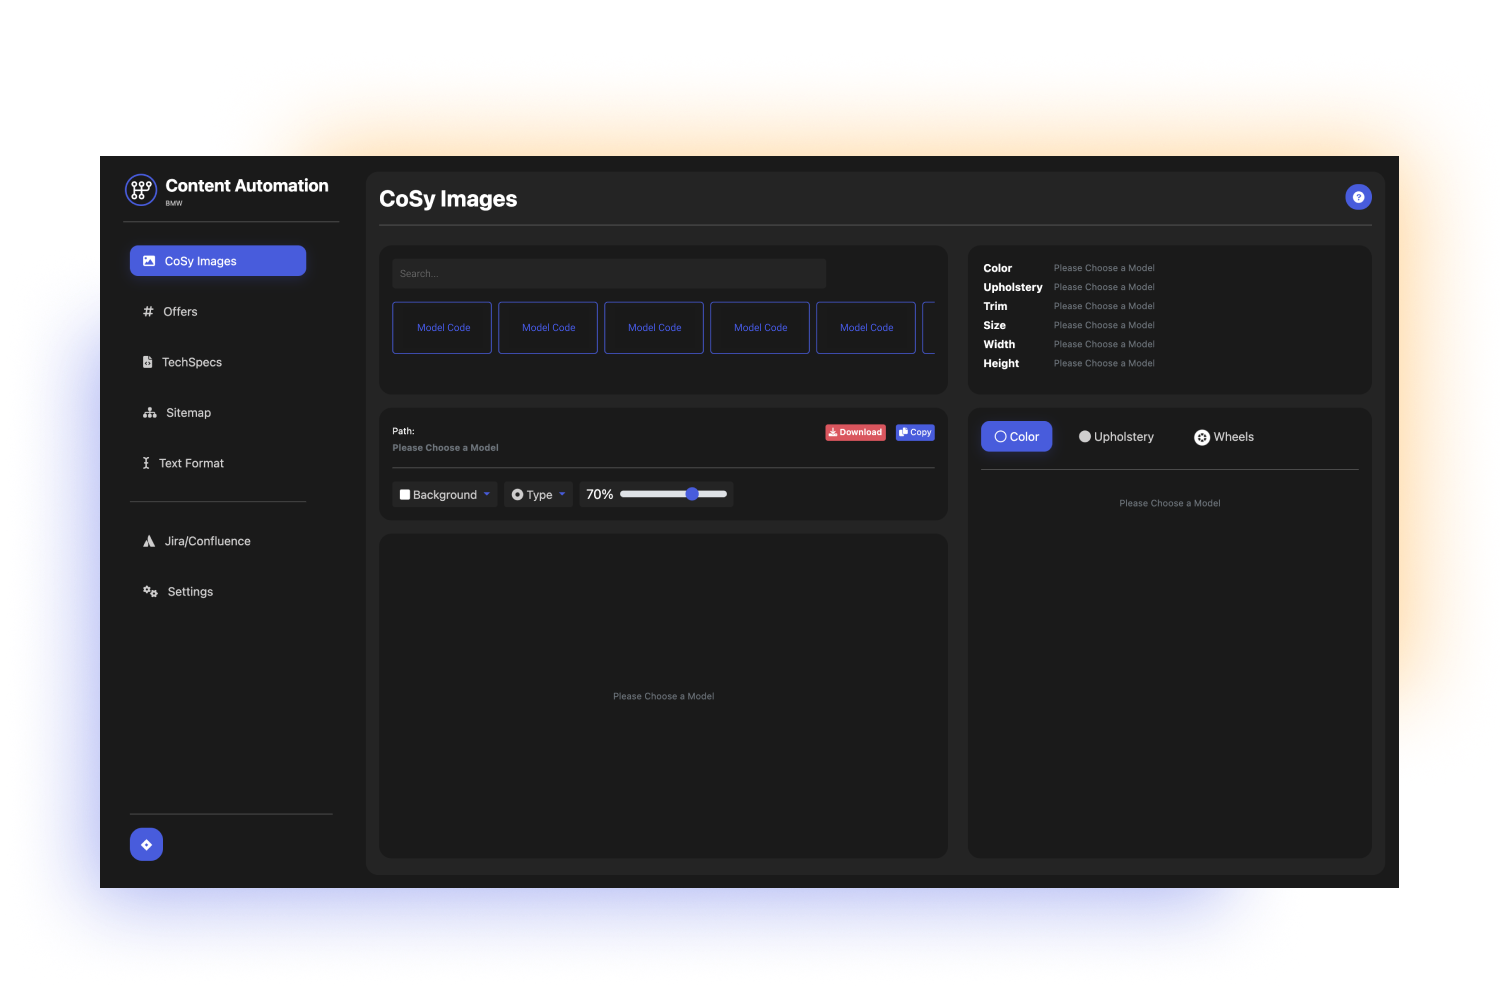 Content Automation
BMW
CoSy Images
Offers
TechSpecs
Sitemap
Text Format
Jira/Confluence
Settings
CoSy Images
?
Search...
Model Code Model Code Model Code Model Code Model Code
Path:
Download Copy
Please Choose a Model
Background Type 70%
Please Choose a Model
Color Please Choose a Model
Upholstery Please Choose a Model
Trim Please Choose a Model
Size Please Choose a Model
Width Please Choose a Model
Height Please Choose a Model
Color Upholstery Wheels
Please Choose a Model